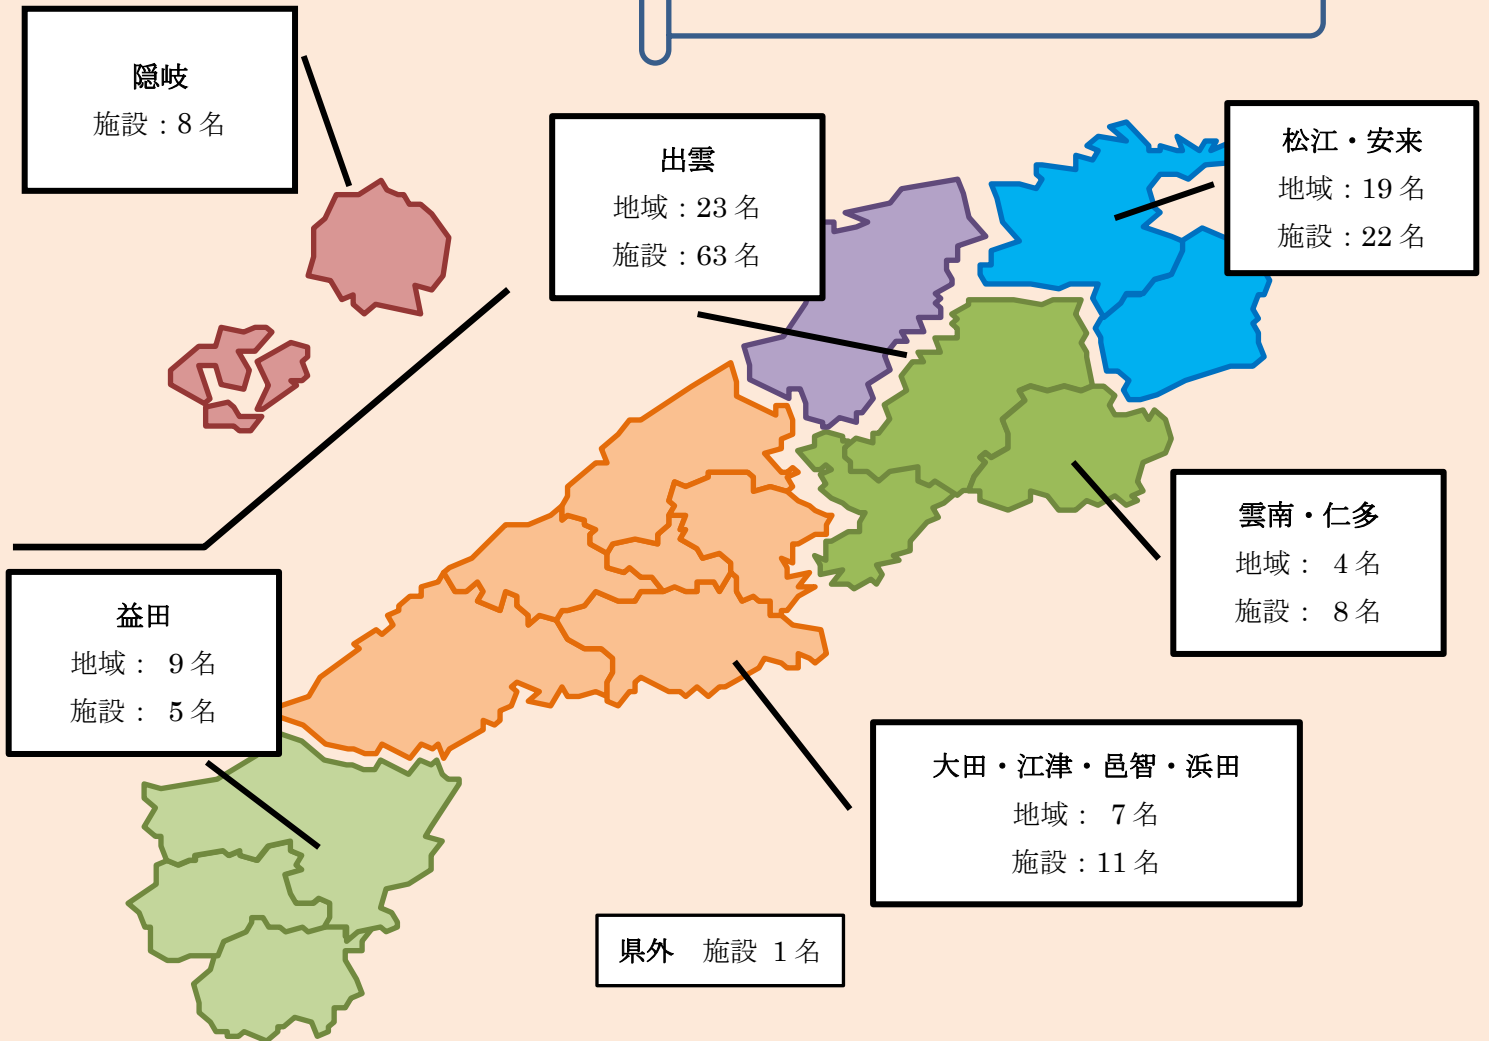 隠岐
施設：8名
出雲
地域：23名
施設：63名
松江・安来
地域：19名
施設：22名
雲南・仁多
地域： 4名
施設： 8名
益田
地域： 9名
施設： 5名
大田・江津・邑智・浜田
地域： 7名
施設：11名
県外　施設 1名